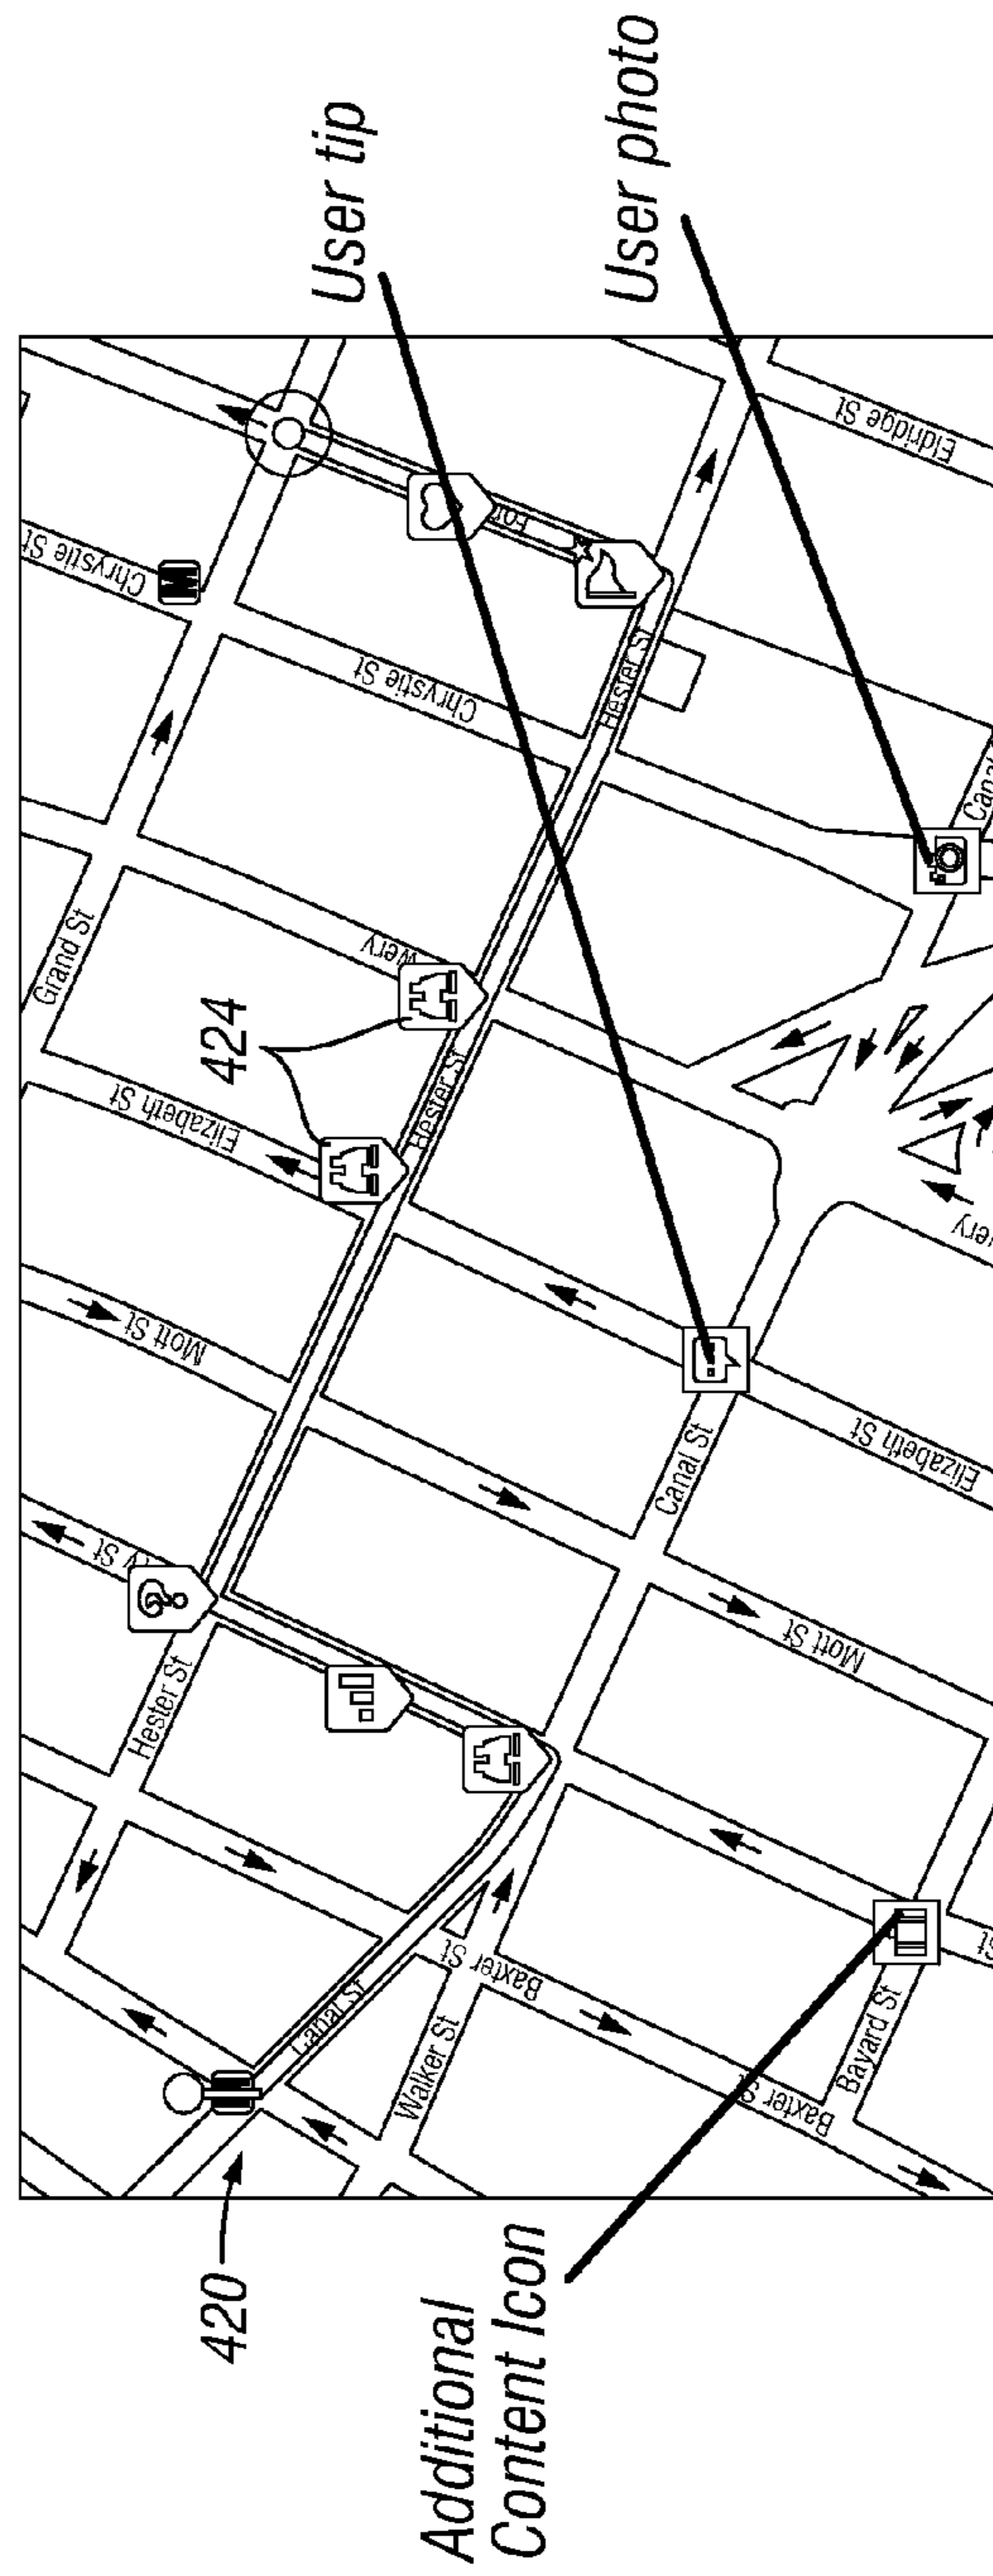 User tip
User photo
Additional
Content Icon
420
424
Grand St
Chrystie St
Chrystie St
Eldridge St
Hester St
Hester St
Hester St
Elizabeth St
Elizabeth St
Mott St
Mott St
Canal St
Canal St
Walker St
Baxter St
Baxter St
Bayard St
M
St
St